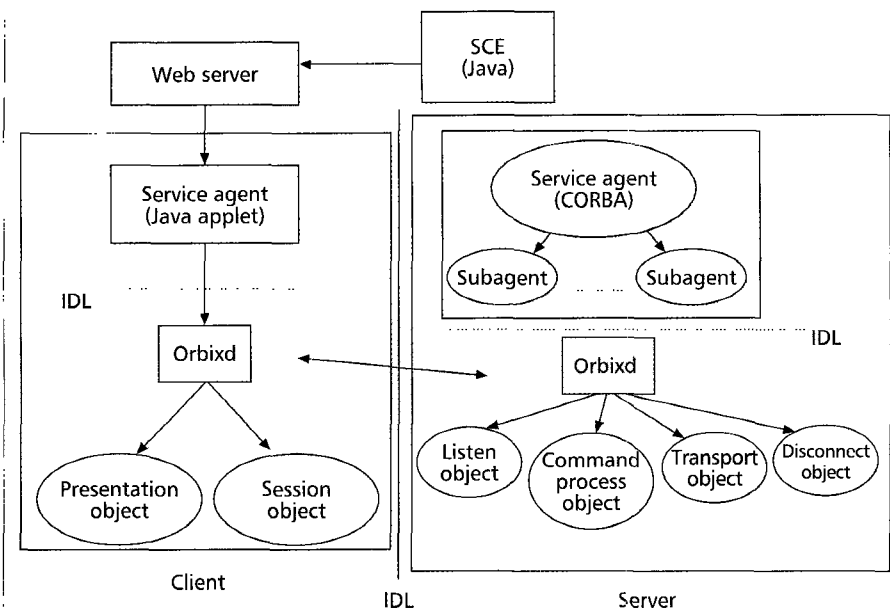 SCE
(Java)
Web server
Service agent
(Java applet)
IDL
Orbixd
Presentation
object
Session
object
Client
Service agent
(CORBA)
Subagent
Subagent
IDL
Orbixd
Listen
object
Command
process
object
Transport
object
Disconnect
object
IDL
Server